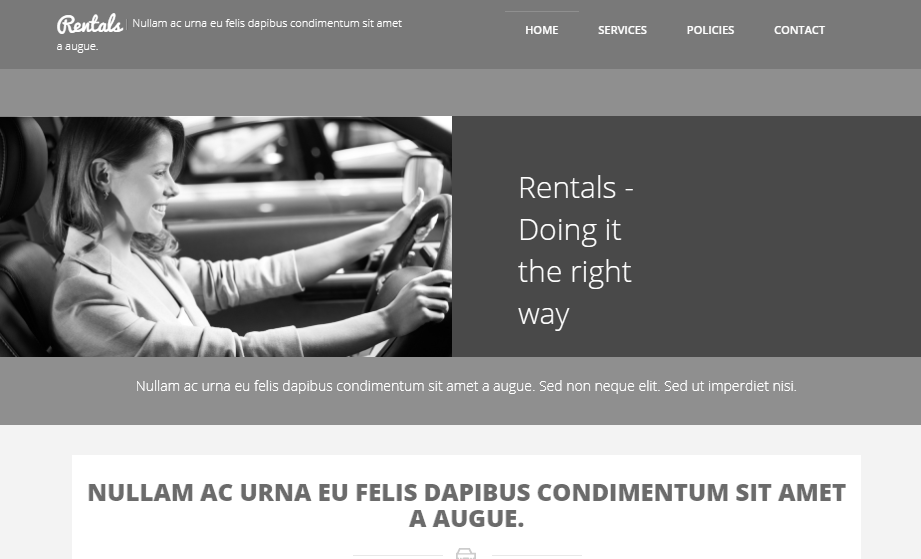 Rentals Nullam ac urna eu felis dapibus condimentum sit amet
a augue.
HOME SERVICES POLICIES CONTACT
Rentals -
Doing it
the right
way
Nullam ac urna eu felis dapibus condimentum sit amet a augue. Sed non neque elit. Sed ut imperdiet nisi.
NULLAM AC URNA EU FELIS DAPIBUS CONDIMENTUM SIT AMET
A AUGUE.